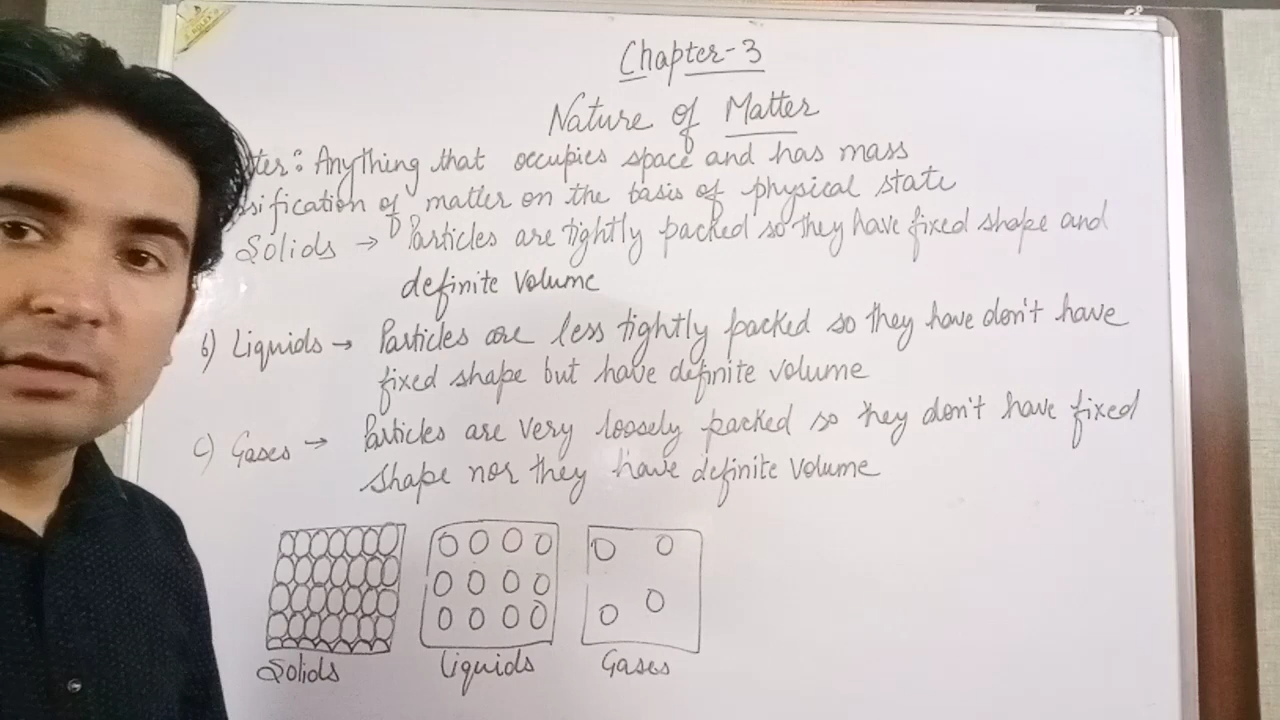 Chapter-3
Nature of Matter
ter: Anything that occupies space and has mass
sification of matter on the basis of physical state
Solids → Particles are tightly packed so they have fixed shape and
definite volume
b) Liquids → Particles are less tightly packed so they have don't have
fixed shape but have definite volume
c) Gases → Particles are very loosely packed so they don't have fixed
shape nor they have definite volume
Solids Liquids Gases